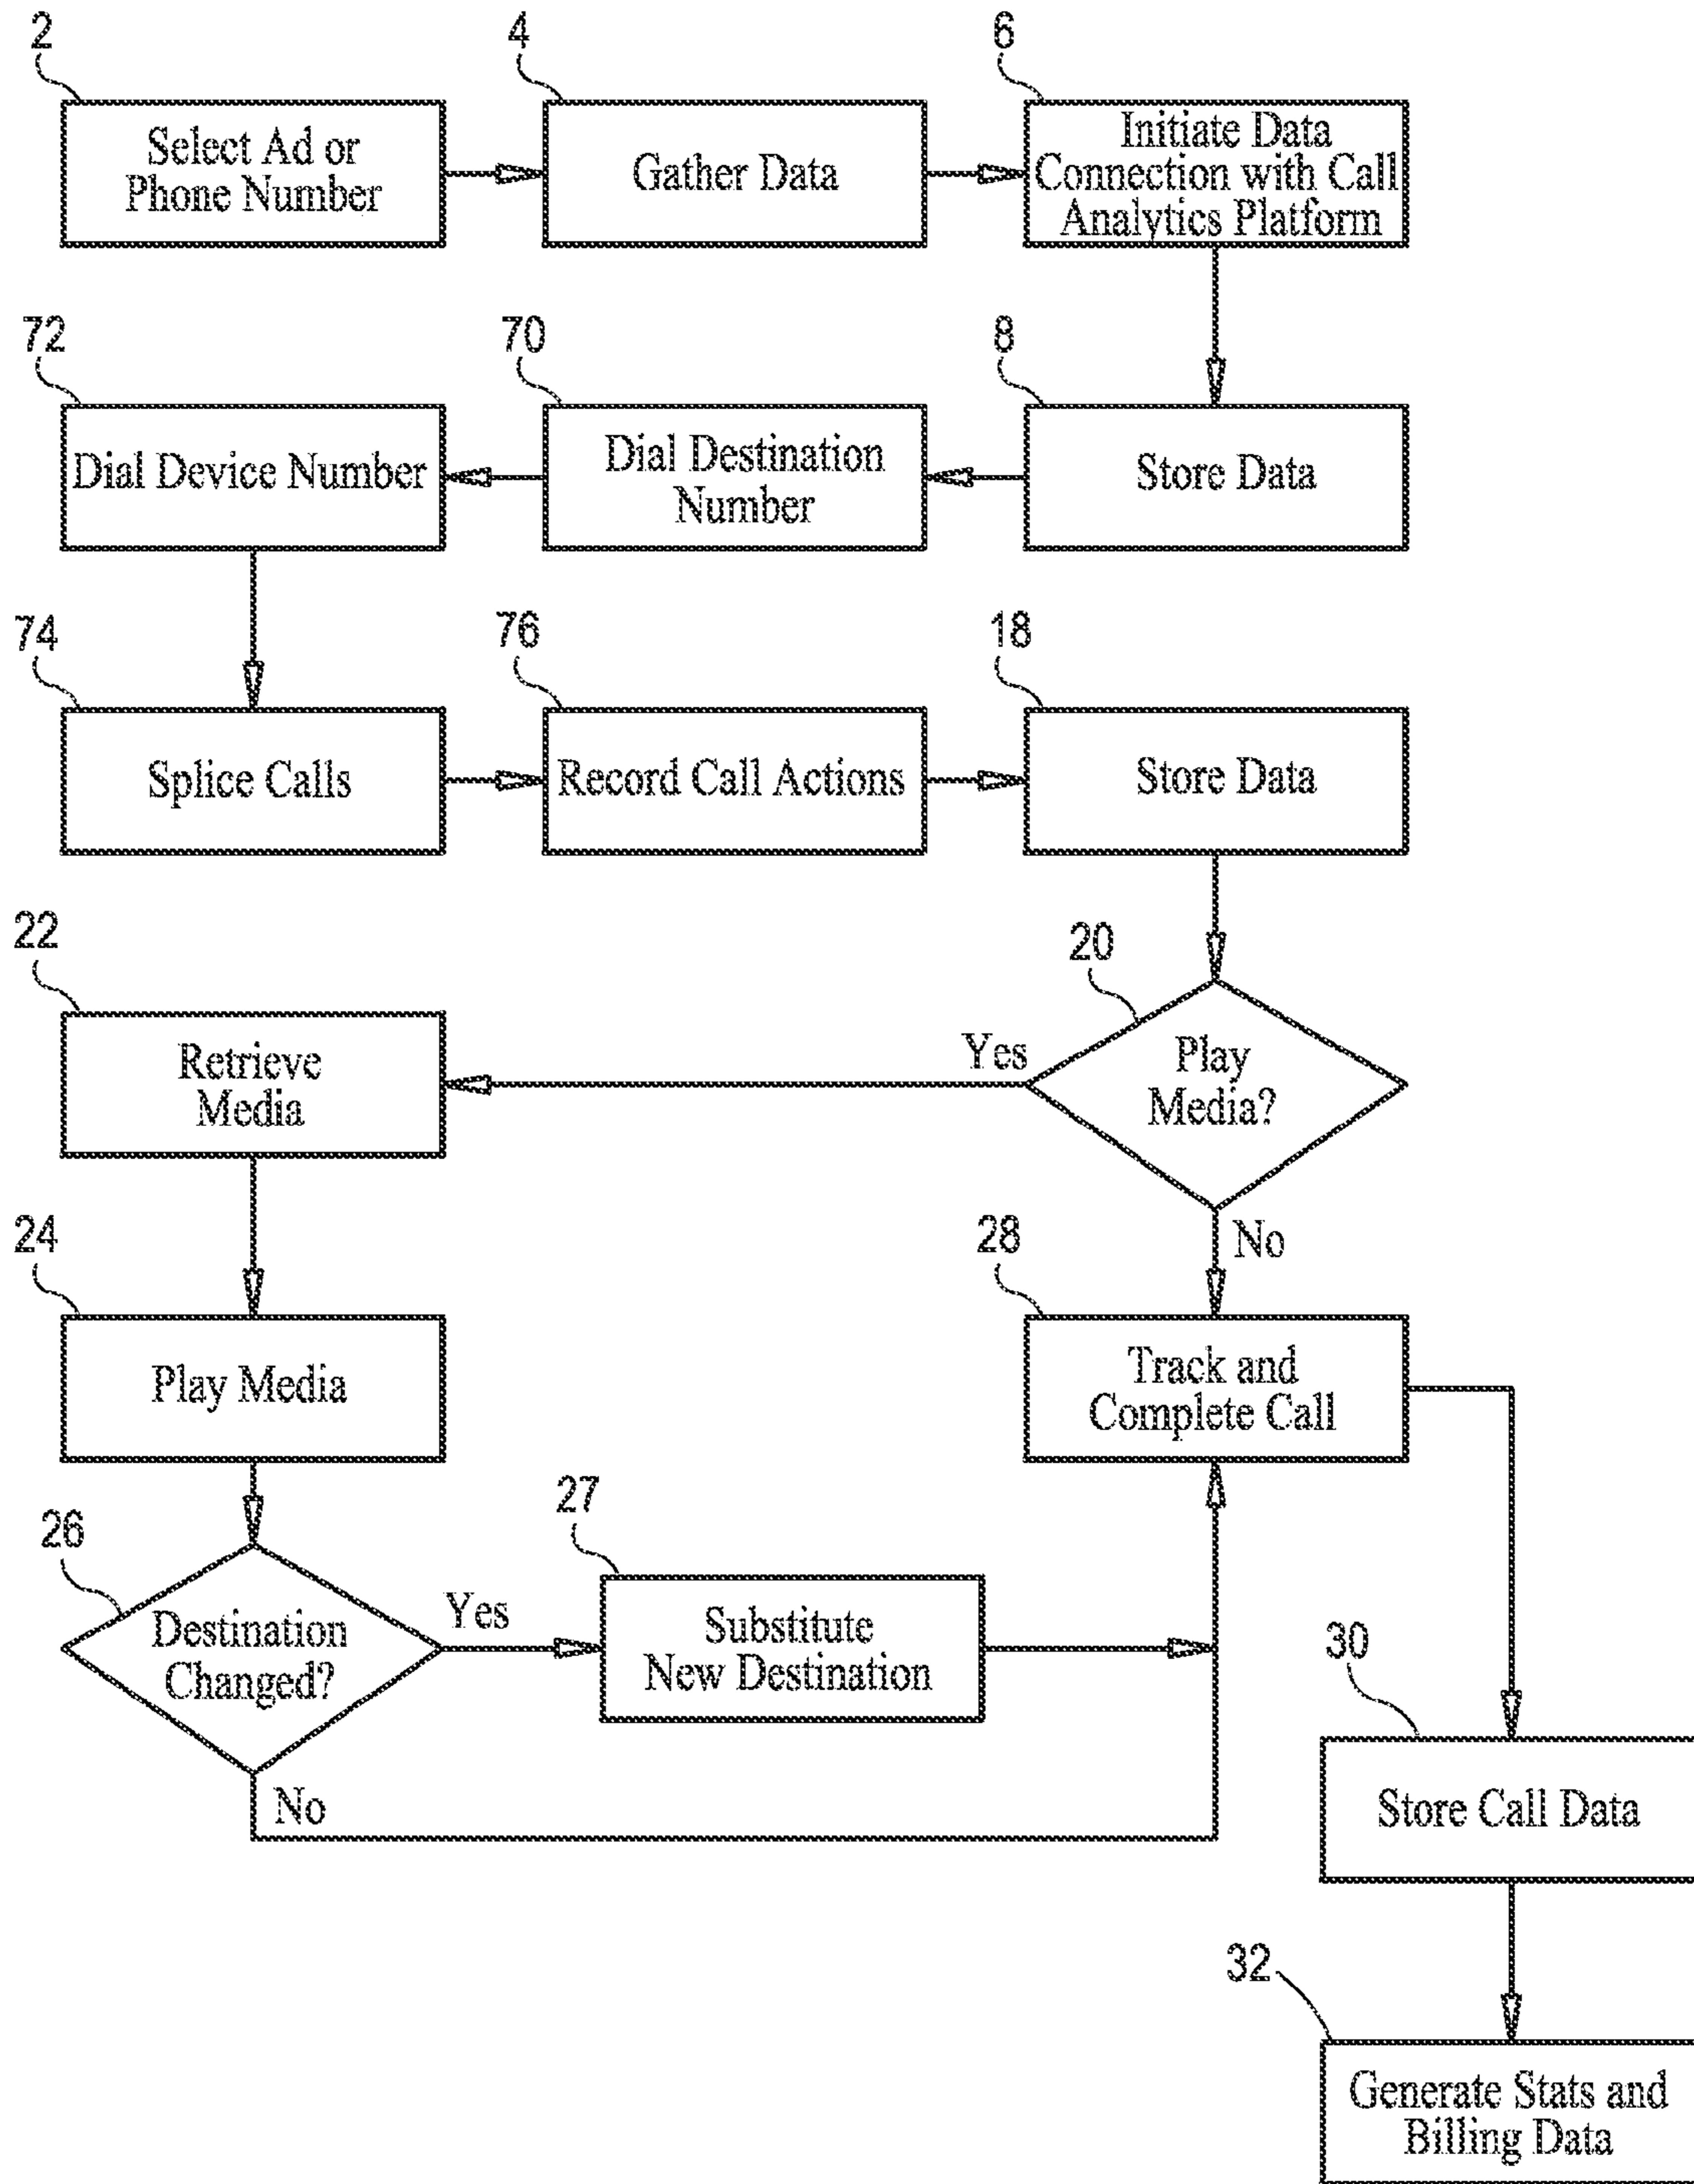 2
4
6
Select Ad or
Phone Number
Gather Data
Initiate Data
Connection with Call
Analytics Platform
72
70
8
Dial Device Number
Dial Destination
Number
Store Data
74
76
18
Splice Calls
Record Call Actions
Store Data
22
20
Retrieve
Media
Yes
Play
Media?
24
28
No
Play Media
Track and
Complete Call
26
27
Destination
Changed?
Yes
Substitute
New Destination
30
No
Store Call Data
32
Generate Stats and
Billing Data